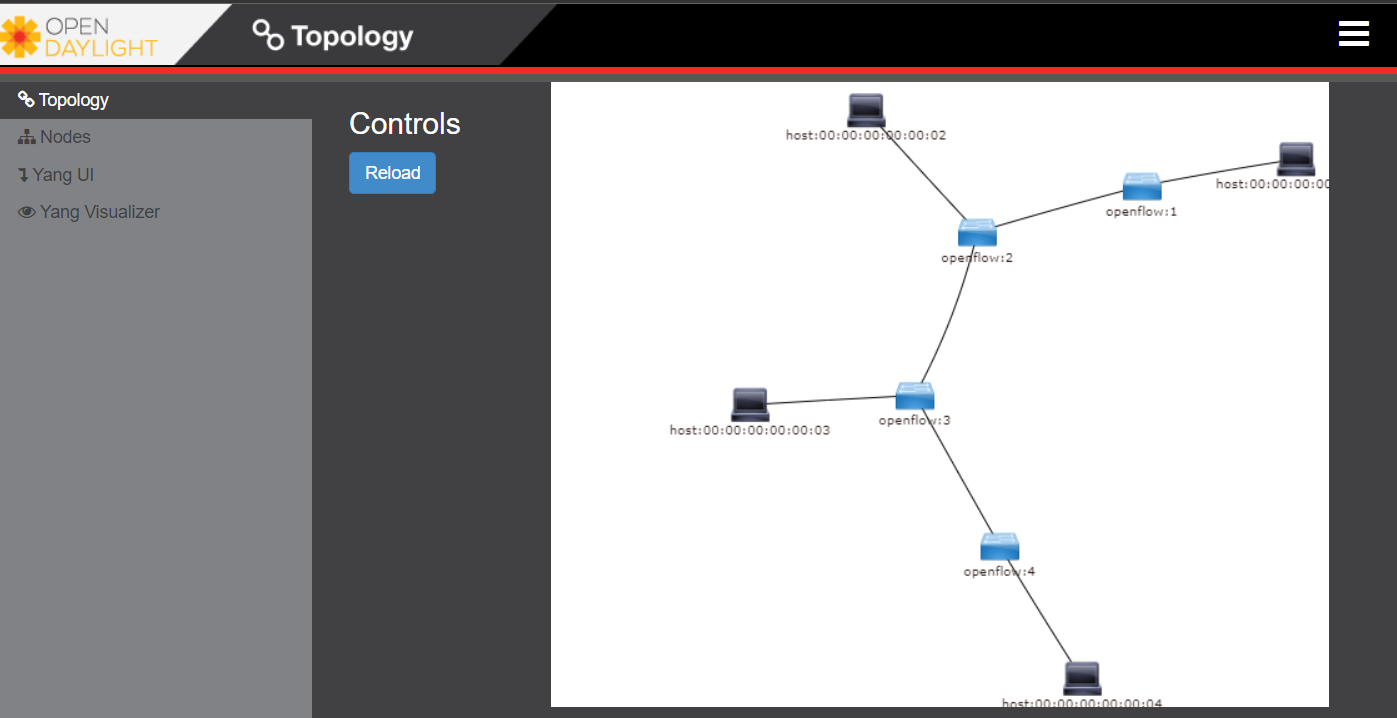 OPEN
DAYLIGHT
Topology
Topology
Nodes
Yang UI
Yang Visualizer
Controls
Reload
host:00:00:00:00:00:02
host:00:00:00:00
openflow:1
openflow:2
openflow:3
host:00:00:00:00:00:03
openflow:4
host:00:00:00:00:00:04